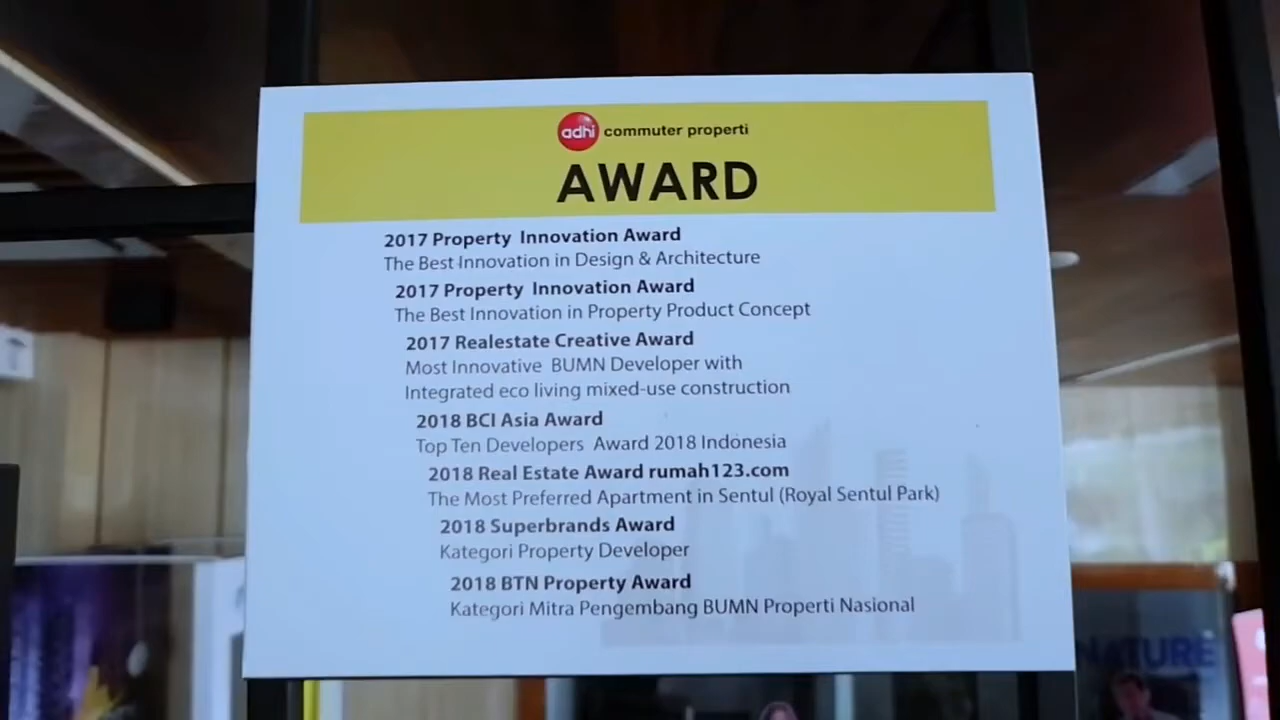 adhi commuter properti
AWARD
2017 Property Innovation Award
The Best Innovation in Design & Architecture
2017 Property Innovation Award
The Best Innovation in Property Product Concept
2017 Realestate Creative Award
Most Innovative BUMN Developer with
Integrated eco living mixed-use construction
2018 BCI Asia Award
Top Ten Developers Award 2018 Indonesia
2018 Real Estate Award rumah123.com
The Most Preferred Apartment in Sentul (Royal Sentul Park)
2018 Superbrands Award
Kategori Property Developer
2018 BTN Property Award
Kategori Mitra Pengembang BUMN Properti Nasional
NATURE